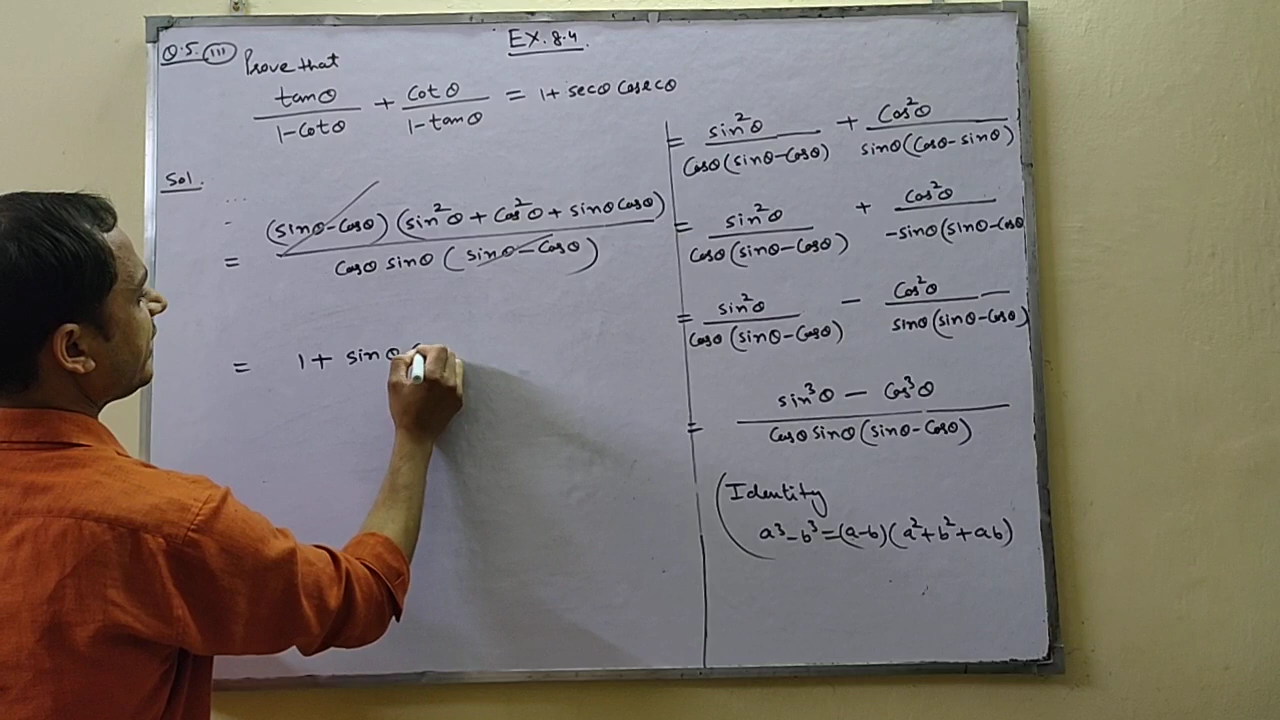 EX. 8.4.
Q.5. (iii) Prove that
tanθ/(1-cotθ) + cotθ/(1-tanθ) = 1 + secθ cosecθ
Sol.
= (sinθ-cosθ)(sin²θ + cos²θ + sinθ cosθ) / cosθ sinθ (sinθ-cosθ)
= 1 + sinθ
= sin²θ / cosθ(sinθ-cosθ) + cos²θ / sinθ(cosθ-sinθ)
= sin²θ / cosθ(sinθ-cosθ) + cos²θ / -sinθ(sinθ-cosθ
= sin²θ / cosθ(sinθ-cosθ) - cos²θ / sinθ(sinθ-cosθ)
= sin³θ - cos³θ / cosθ sinθ(sinθ-cosθ)
(Identity
a³-b³=(a-b)(a²+b²+ab)